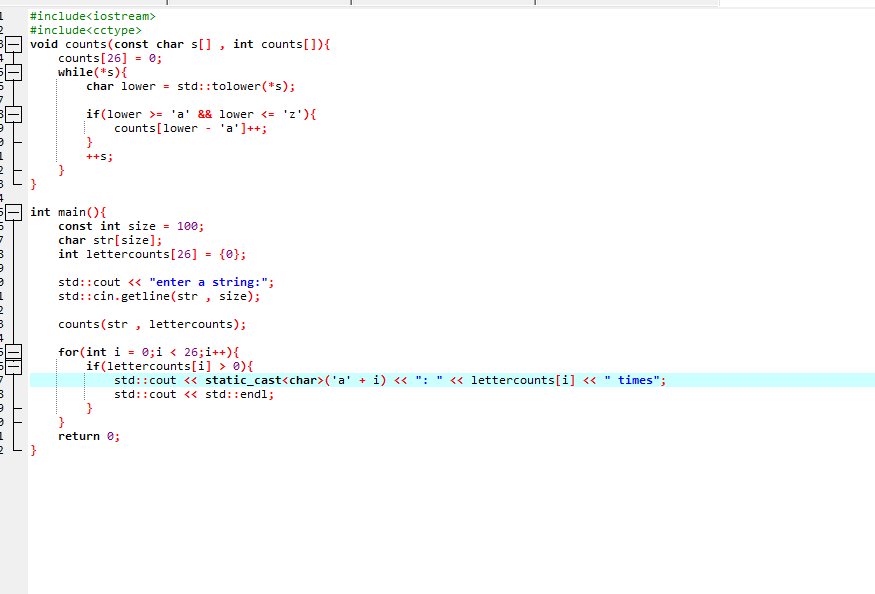 #include<iostream>
#include<cctype>
void counts(const char s[] , int counts[]){
    counts[26] = 0;
    while(*s){
        char lower = std::tolower(*s);

        if(lower >= 'a' && lower <= 'z'){
            counts[lower - 'a']++;
        }
        ++s;
    }
}

int main(){
    const int size = 100;
    char str[size];
    int lettercounts[26] = {0};

    std::cout << "enter a string:";
    std::cin.getline(str , size);

    counts(str , lettercounts);

    for(int i = 0;i < 26;i++){
        if(lettercounts[i] > 0){
            std::cout << static_cast<char>('a' + i) << ": " << lettercounts[i] << " times";
            std::cout << std::endl;
        }
    }
    return 0;
}